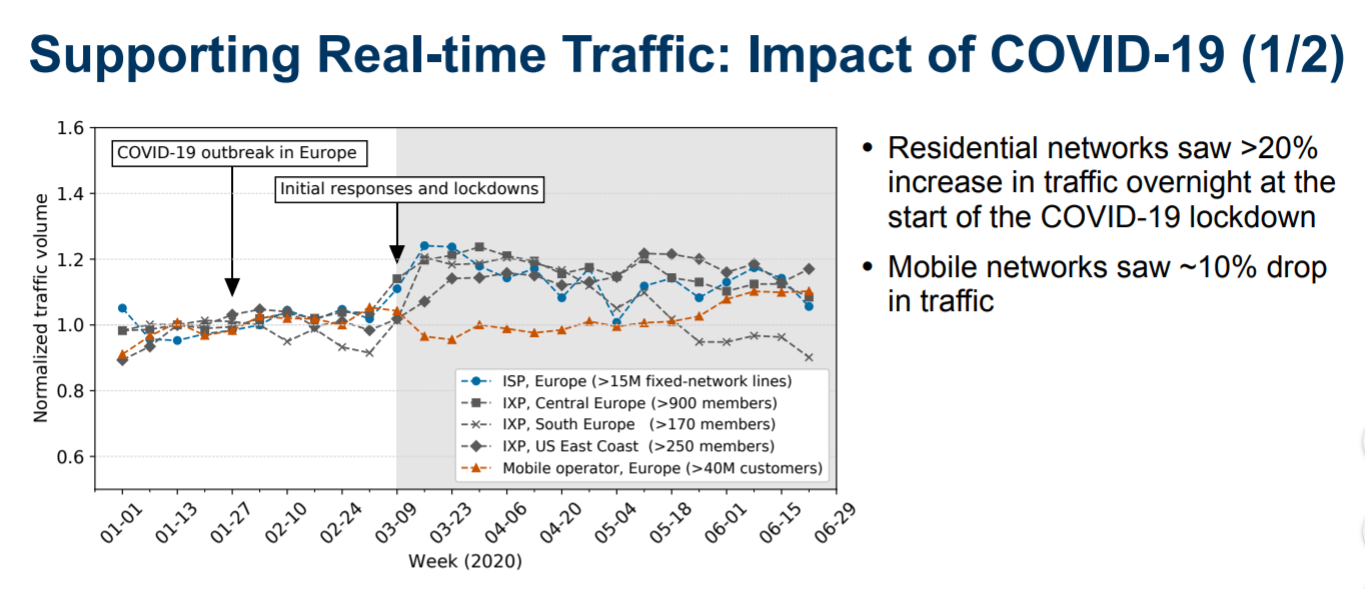 Supporting Real-time Traffic: Impact of COVID-19 (1/2)
1.6
1.4
1.2
1.0
0.8
0.6
Normalized traffic volume
COVID-19 outbreak in Europe
Initial responses and lockdowns
ISP, Europe (>15M fixed-network lines)
IXP, Central Europe (>900 members)
IXP, South Europe (>170 members)
IXP, US East Coast (>250 members)
Mobile operator, Europe (>40M customers)
01-01
01-13
01-27
02-10
02-24
03-09
03-23
04-06
04-20
05-04
05-18
06-01
06-15
06-29
Week (2020)
• Residential networks saw >20%
increase in traffic overnight at the
start of the COVID-19 lockdown
• Mobile networks saw ~10% drop
in traffic